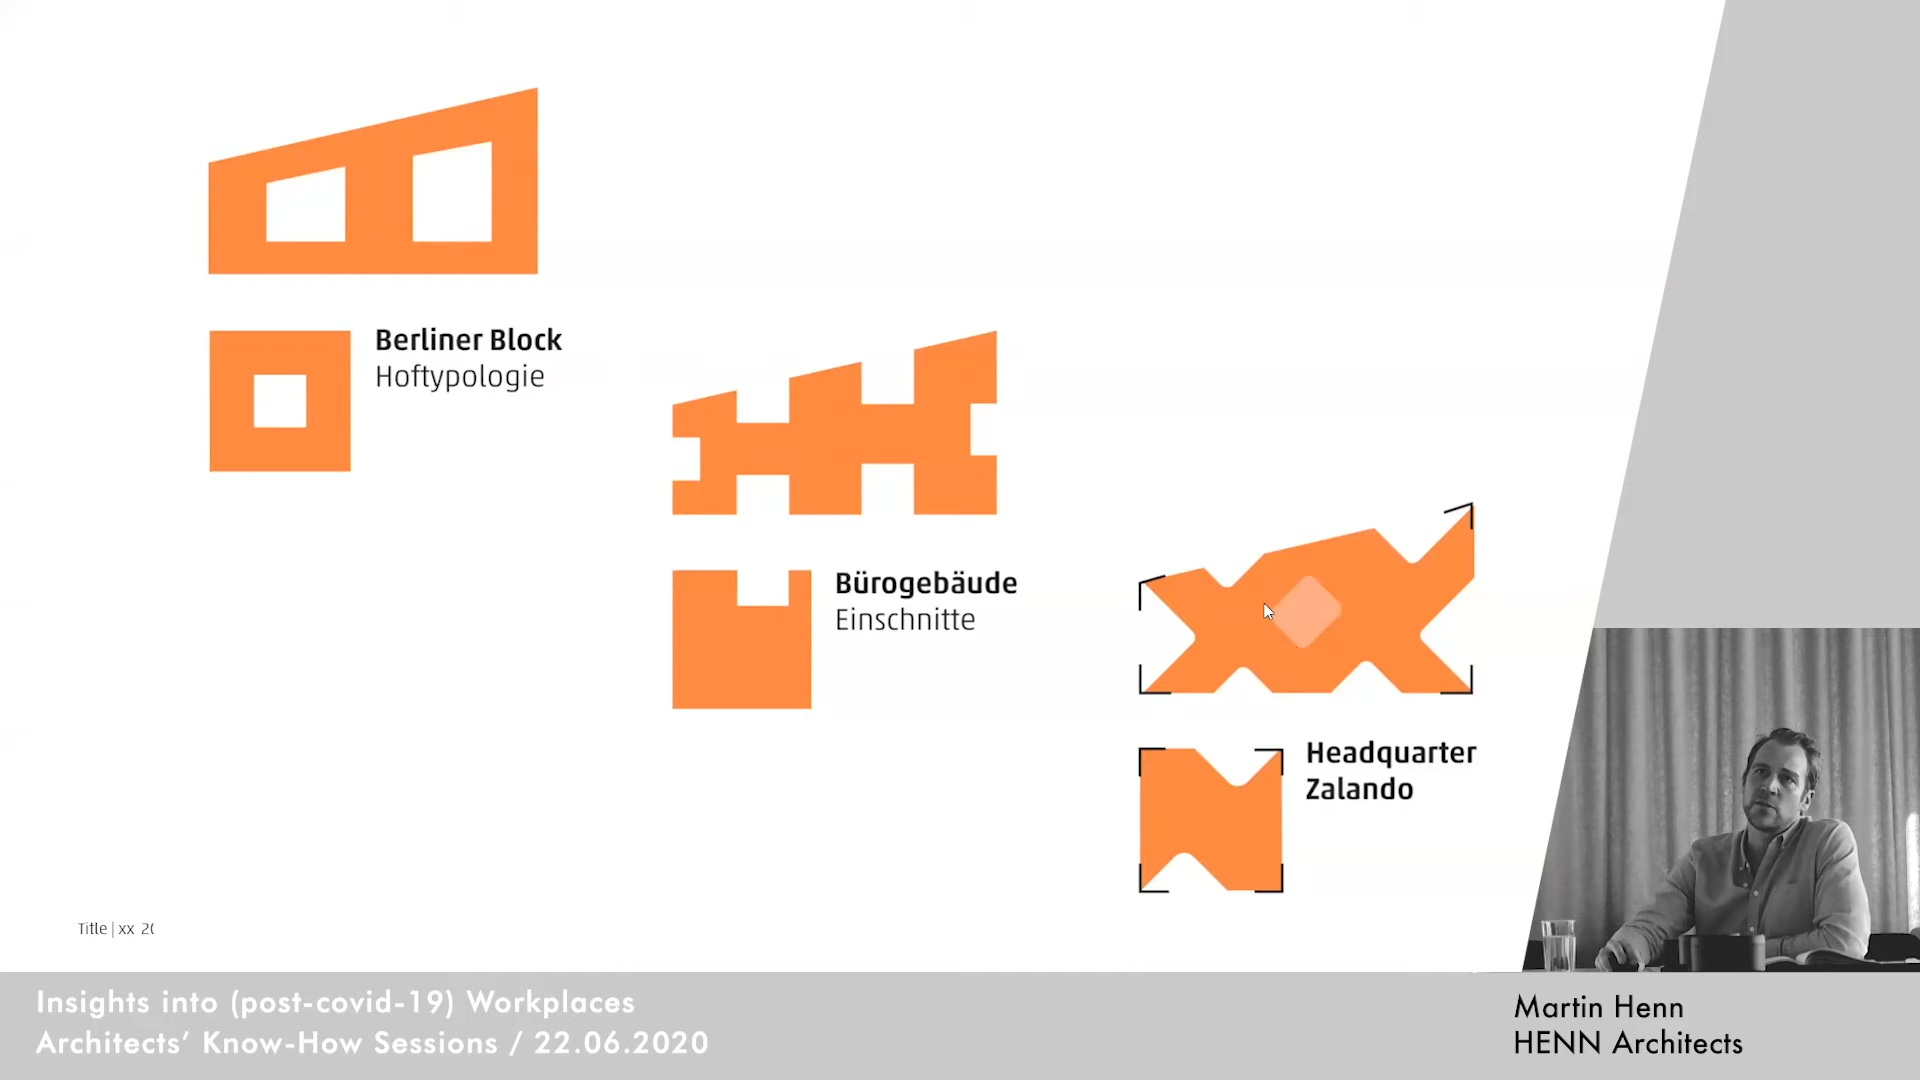 Berliner Block
Hoftypologie
Bürogebäude
Einschnitte
Headquarter
Zalando
Title | xx 20
Insights into (post-covid-19) Workplaces
Architects’ Know-How Sessions / 22.06.2020
Martin Henn
HENN Architects